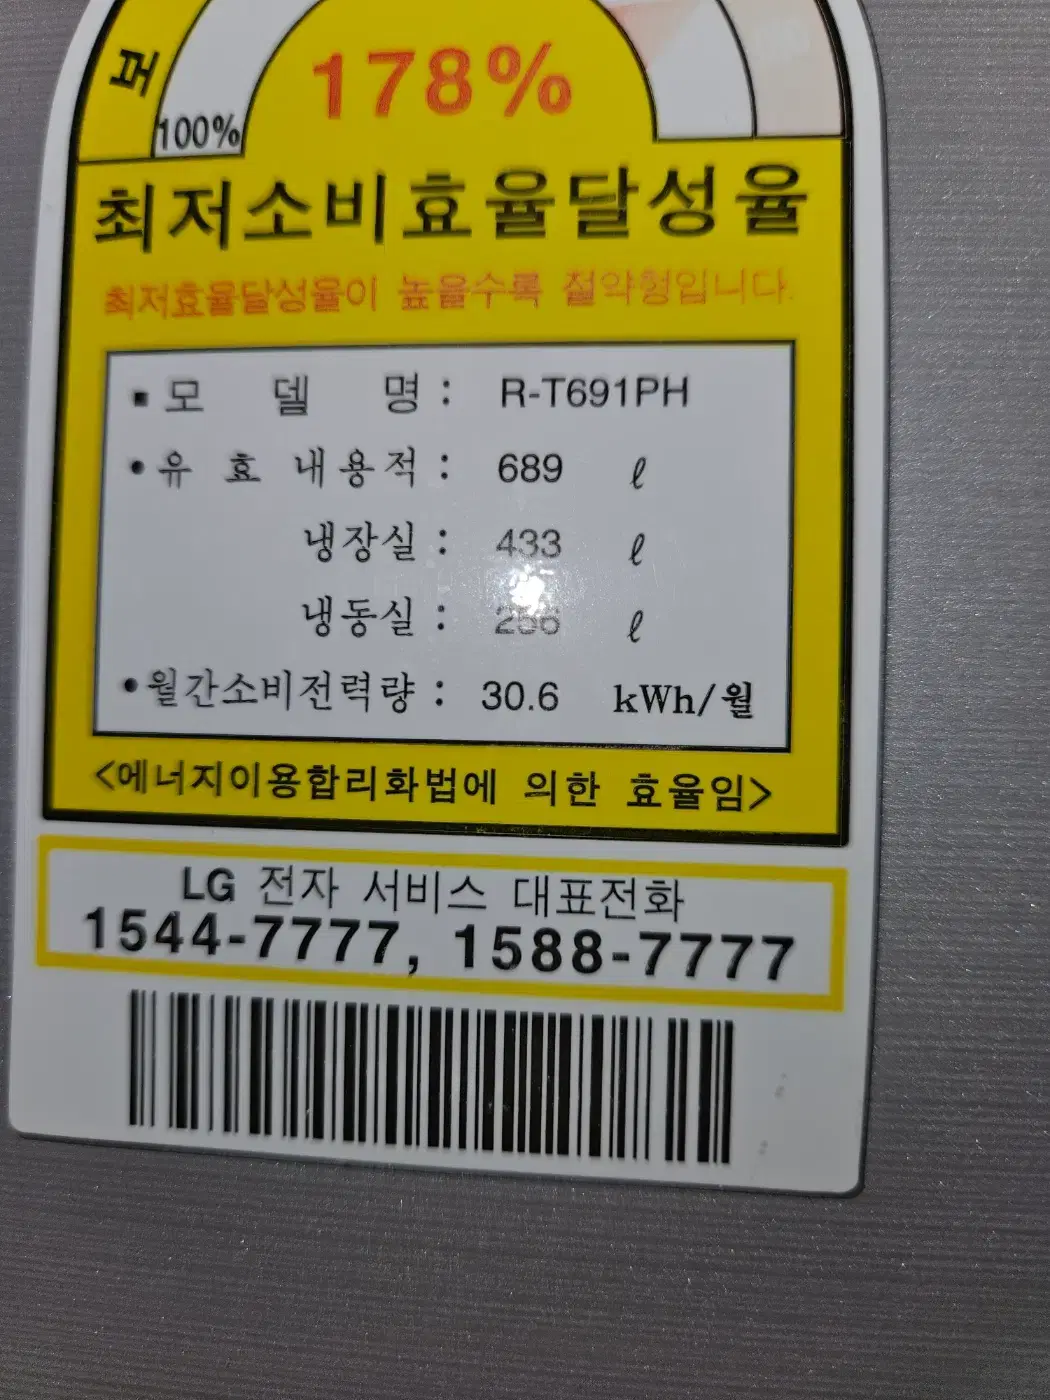 보
100%
178%
최저소비효율달성율
최저효율달성율이 높을수록 절약형입니다.
▪ 모 델 명 : R-T691PH
• 유 효 내용적 : 689 ℓ
냉장실 : 433 ℓ
냉동실 : 256 ℓ
• 월간소비전력량 : 30.6 kWh/월
<에너지이용합리화법에 의한 효율임>
LG 전자 서비스 대표전화
1544-7777, 1588-7777